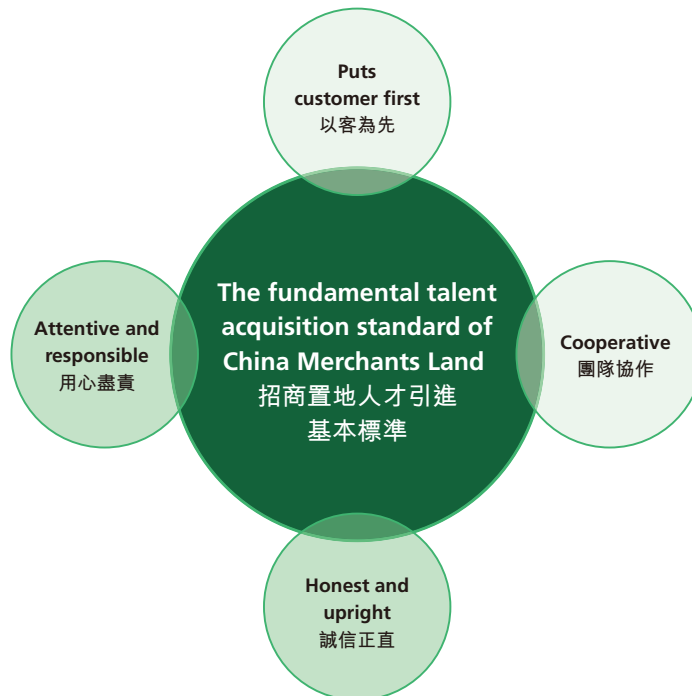 Puts
customer first
以客為先
The fundamental talent
acquisition standard of
China Merchants Land
招商置地人才引進
基本標準
Attentive and
responsible
用心盡責
Cooperative
團隊協作
Honest and
upright
誠信正直